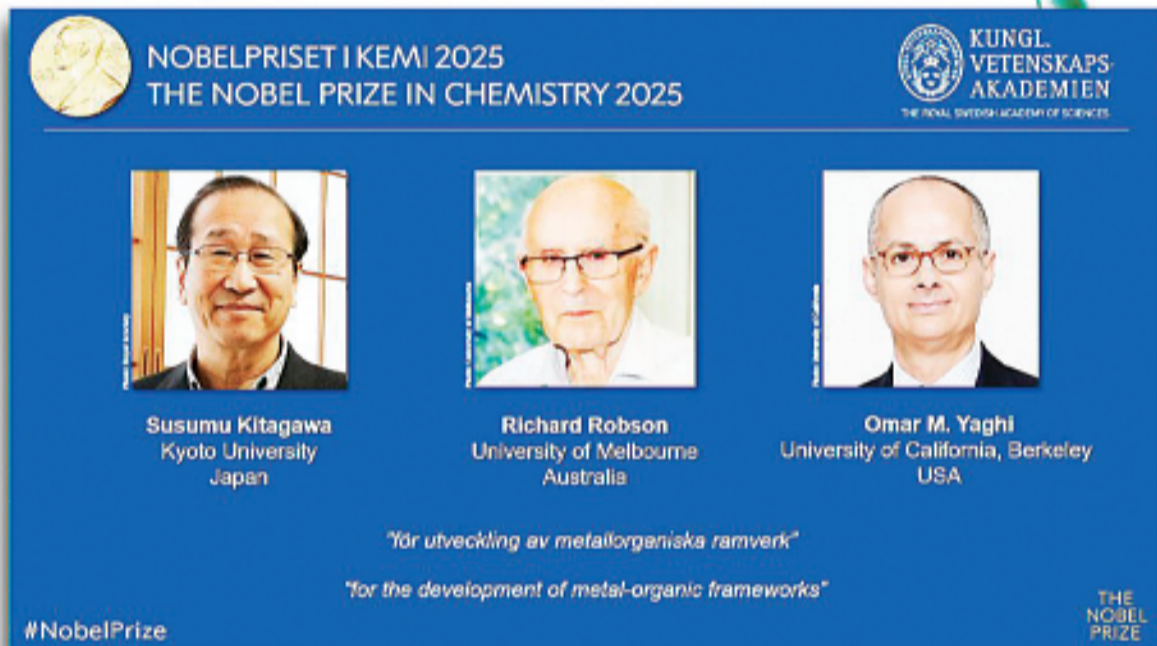 NOBELPRISET I KEMI 2025
THE NOBEL PRIZE IN CHEMISTRY 2025
KUNGL.
VETENSKAPS-
AKADEMIEN
THE ROYAL SWEDISH ACADEMY OF SCIENCES
Susumu Kitagawa
Kyoto University
Japan
Richard Robson
University of Melbourne
Australia
Omar M. Yaghi
University of California, Berkeley
USA
"för utveckling av metallorganiska ramverk"
"for the development of metal-organic frameworks"
#NobelPrize
THE
NOBEL
PRIZE